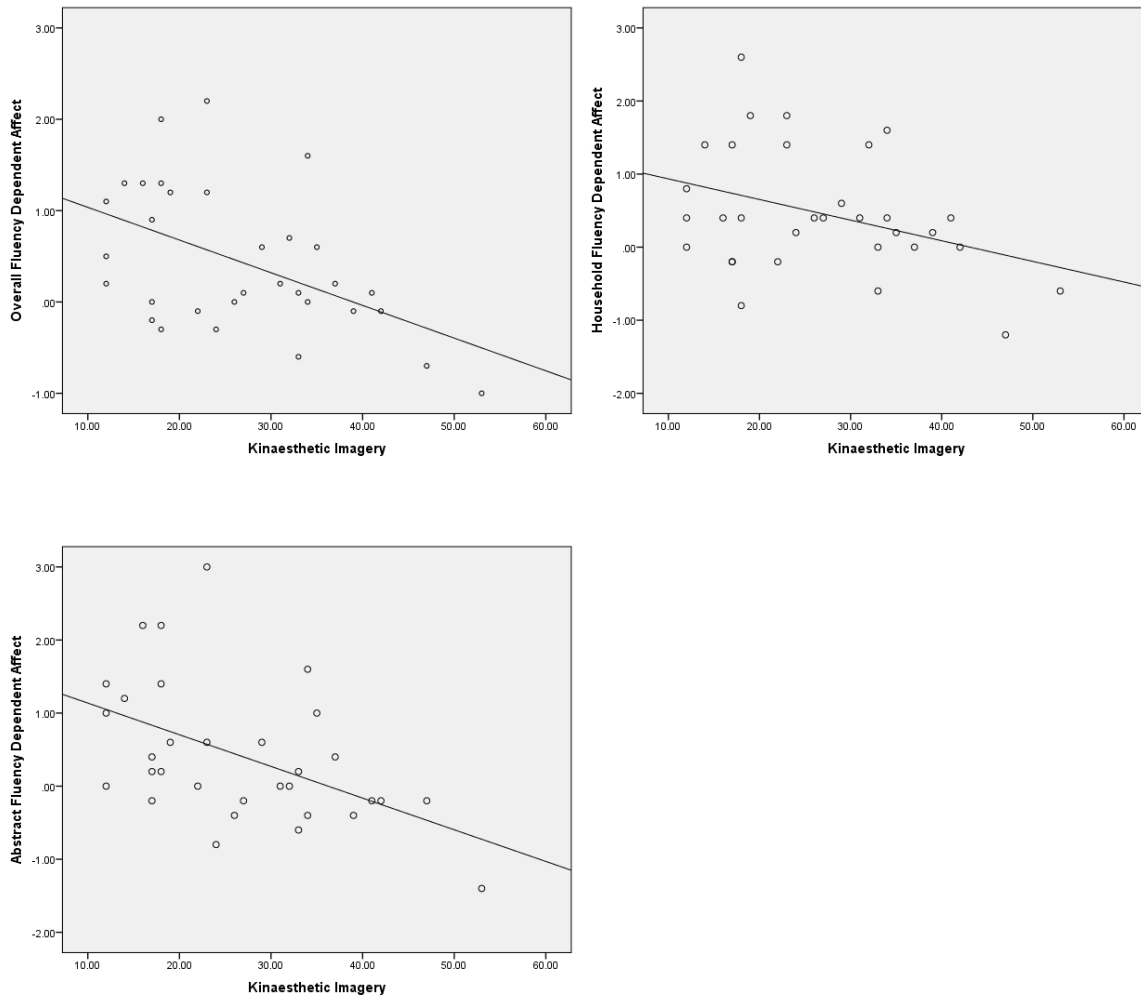 Overall Fluency Dependent Affect
3.00
2.00
1.00
.00
-1.00
10.00 20.00 30.00 40.00 50.00 60.00
Kinaesthetic Imagery
Household Fluency Dependent Affect
3.00
2.00
1.00
.00
-1.00
-2.00
10.00 20.00 30.00 40.00 50.00 60.00
Kinaesthetic Imagery
Abstract Fluency Dependent Affect
3.00
2.00
1.00
.00
-1.00
-2.00
10.00 20.00 30.00 40.00 50.00 60.00
Kinaesthetic Imagery